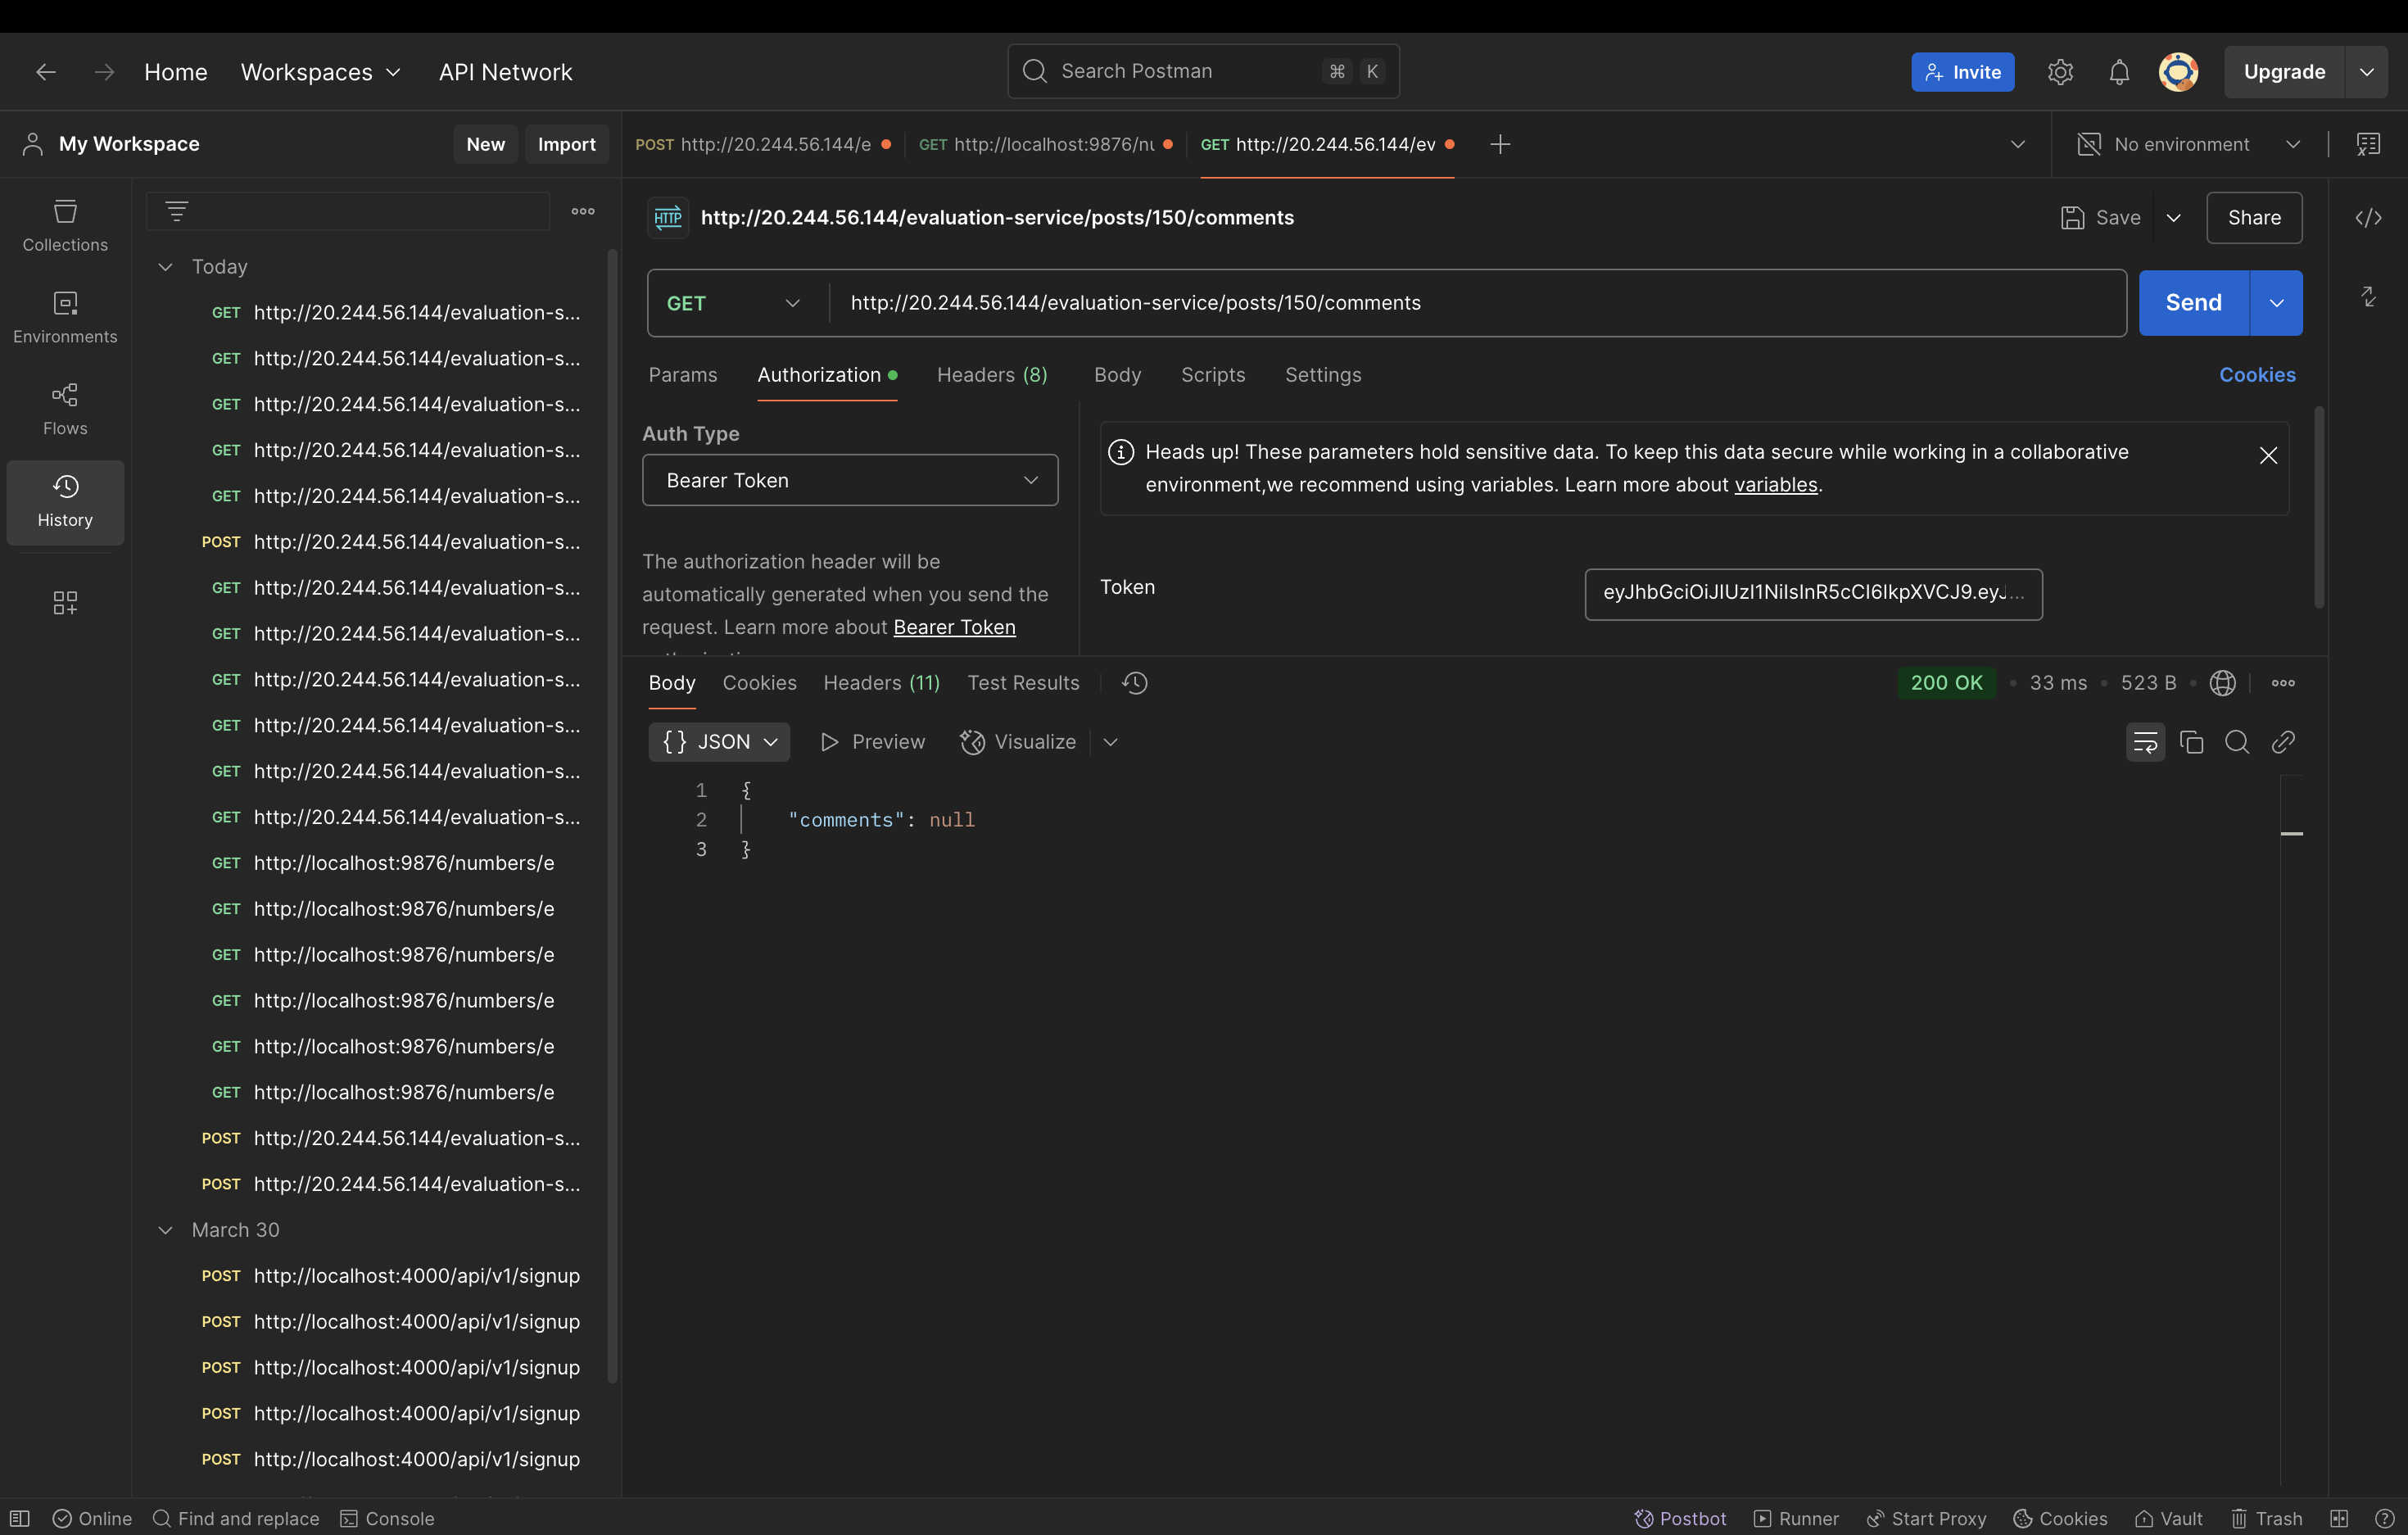 Home Workspaces API Network
Search Postman ⌘ K
Invite
Upgrade
My Workspace
New Import
POST http://20.244.56.144/e
GET http://localhost:9876/nu
GET http://20.244.56.144/ev
No environment
Collections
Environments
Flows
History
Today
GET http://20.244.56.144/evaluation-s...
GET http://20.244.56.144/evaluation-s...
GET http://20.244.56.144/evaluation-s...
GET http://20.244.56.144/evaluation-s...
GET http://20.244.56.144/evaluation-s...
POST http://20.244.56.144/evaluation-s...
GET http://20.244.56.144/evaluation-s...
GET http://20.244.56.144/evaluation-s...
GET http://20.244.56.144/evaluation-s...
GET http://20.244.56.144/evaluation-s...
GET http://20.244.56.144/evaluation-s...
GET http://20.244.56.144/evaluation-s...
GET http://localhost:9876/numbers/e
GET http://localhost:9876/numbers/e
GET http://localhost:9876/numbers/e
GET http://localhost:9876/numbers/e
GET http://localhost:9876/numbers/e
GET http://localhost:9876/numbers/e
POST http://20.244.56.144/evaluation-s...
POST http://20.244.56.144/evaluation-s...
March 30
POST http://localhost:4000/api/v1/signup
POST http://localhost:4000/api/v1/signup
POST http://localhost:4000/api/v1/signup
POST http://localhost:4000/api/v1/signup
POST http://localhost:4000/api/v1/signup
HTTP http://20.244.56.144/evaluation-service/posts/150/comments
Save Share
GET http://20.244.56.144/evaluation-service/posts/150/comments
Send
Params Authorization Headers (8) Body Scripts Settings
Cookies
Auth Type
Bearer Token
The authorization header will be
automatically generated when you send the
request. Learn more about Bearer Token
Heads up! These parameters hold sensitive data. To keep this data secure while working in a collaborative
environment,we recommend using variables. Learn more about variables.
Token
eyJhbGciOiJIUzI1NiIsInR5cCI6IkpXVCJ9.eyJ...
Body Cookies Headers (11) Test Results
200 OK 33 ms 523 B
{} JSON Preview Visualize
1 {
2 "comments": null
3 }
Online Find and replace Console
Postbot Runner Start Proxy Cookies Vault Trash